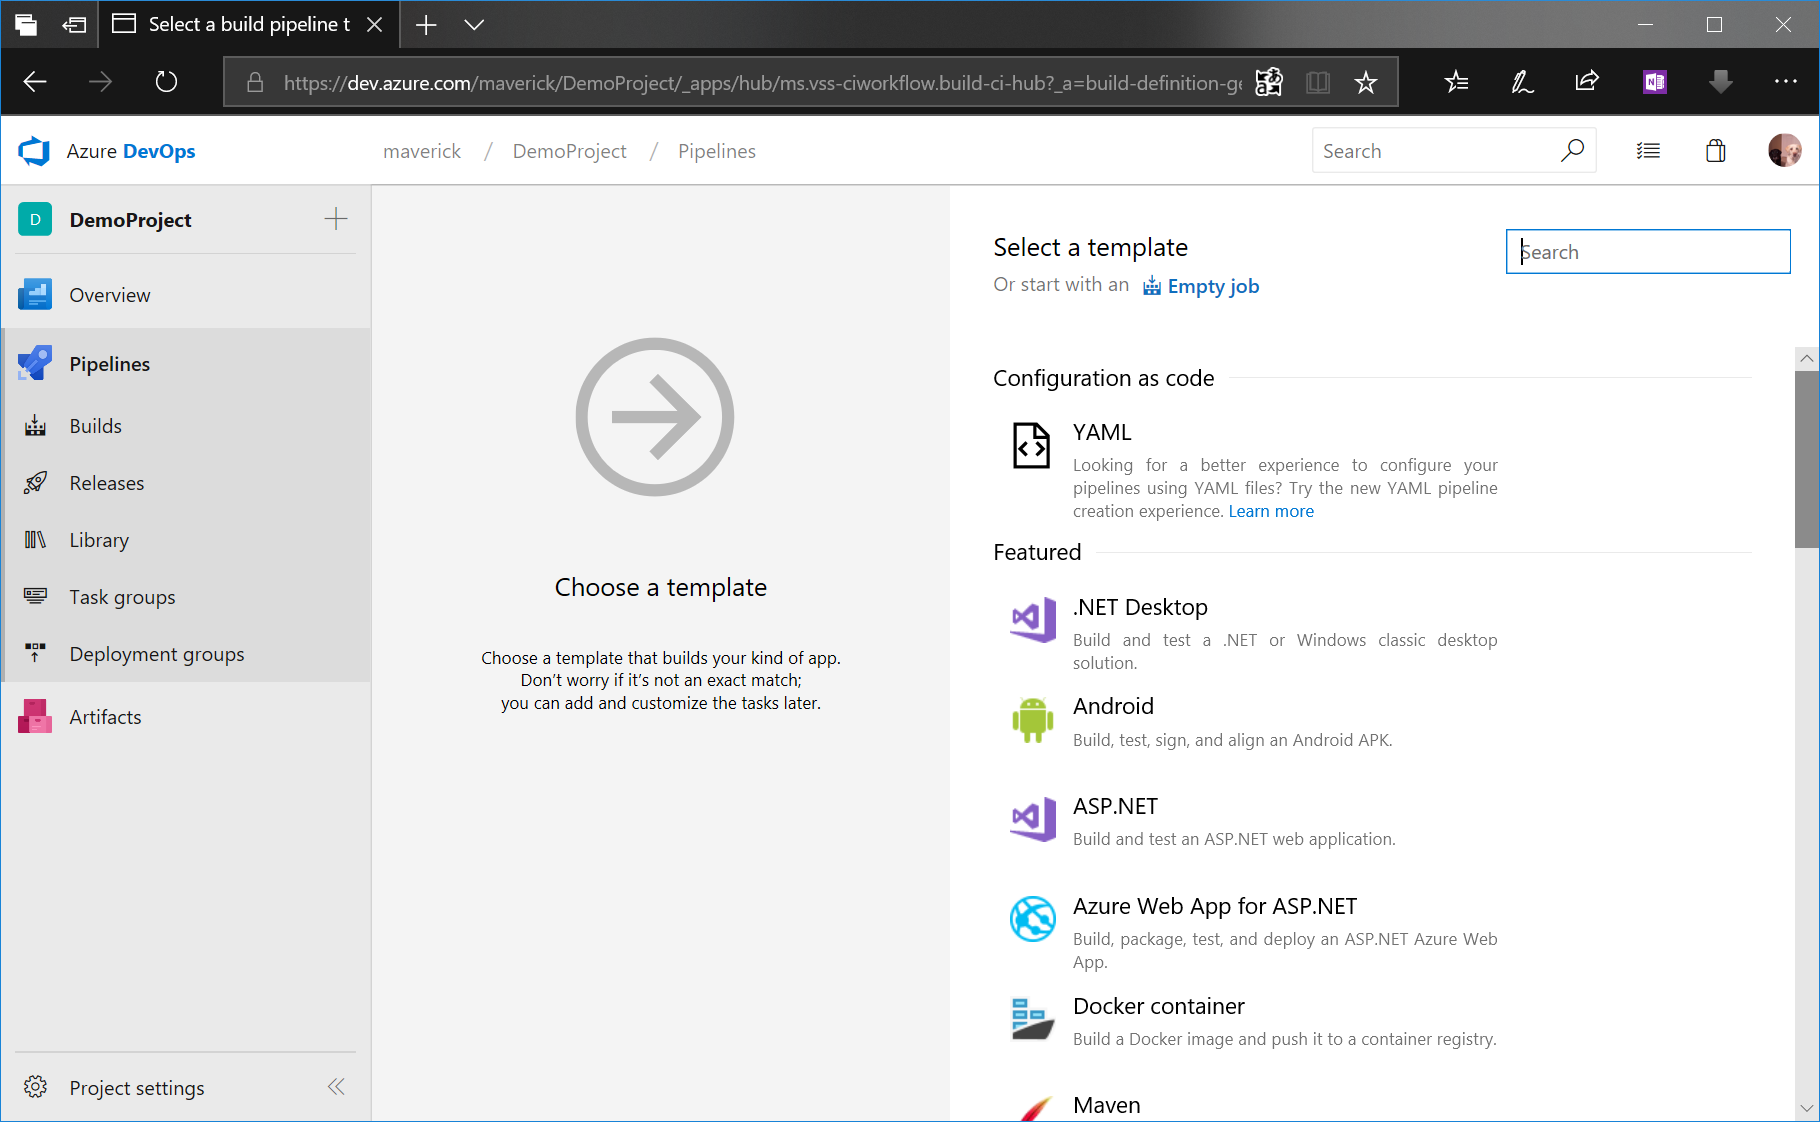 Select a build pipeline t
https://dev.azure.com/maverick/DemoProject/_apps/hub/ms.vss-ciworkflow.build-ci-hub?_a=build-definition-ge
Azure DevOps
maverick / DemoProject / Pipelines
Search
D
DemoProject
Overview
Pipelines
Builds
Releases
Library
Task groups
Deployment groups
Artifacts
Project settings
Choose a template
Choose a template that builds your kind of app.
Don’t worry if it’s not an exact match;
you can add and customize the tasks later.
Select a template
Search
Or start with an Empty job
Configuration as code
YAML
Looking for a better experience to configure your
pipelines using YAML files? Try the new YAML pipeline
creation experience. Learn more
Featured
.NET Desktop
Build and test a .NET or Windows classic desktop
solution.
Android
Build, test, sign, and align an Android APK.
ASP.NET
Build and test an ASP.NET web application.
Azure Web App for ASP.NET
Build, package, test, and deploy an ASP.NET Azure Web
App.
Docker container
Build a Docker image and push it to a container registry.
Maven